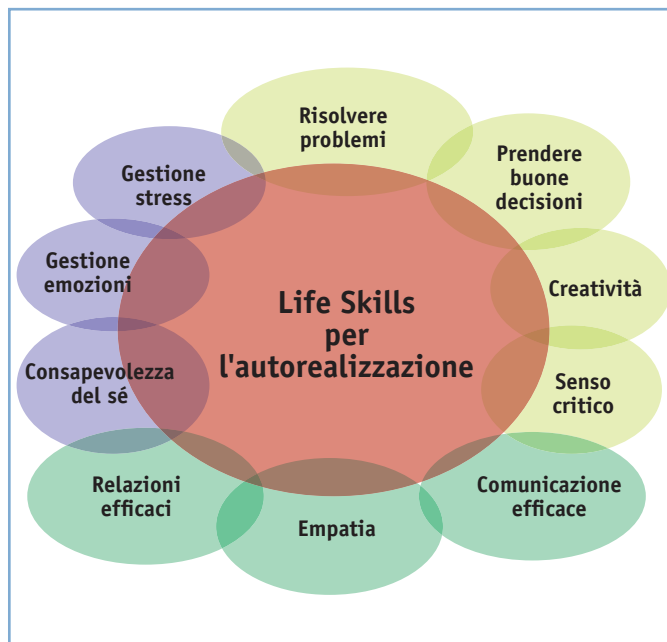 Risolvere
problemi
Prendere
buone
decisioni
Gestione
stress
Gestione
emozioni
Creatività
Life Skills
per
l'autorealizzazione
Consapevolezza
del sé
Senso
critico
Relazioni
efficaci
Empatia
Comunicazione
efficace